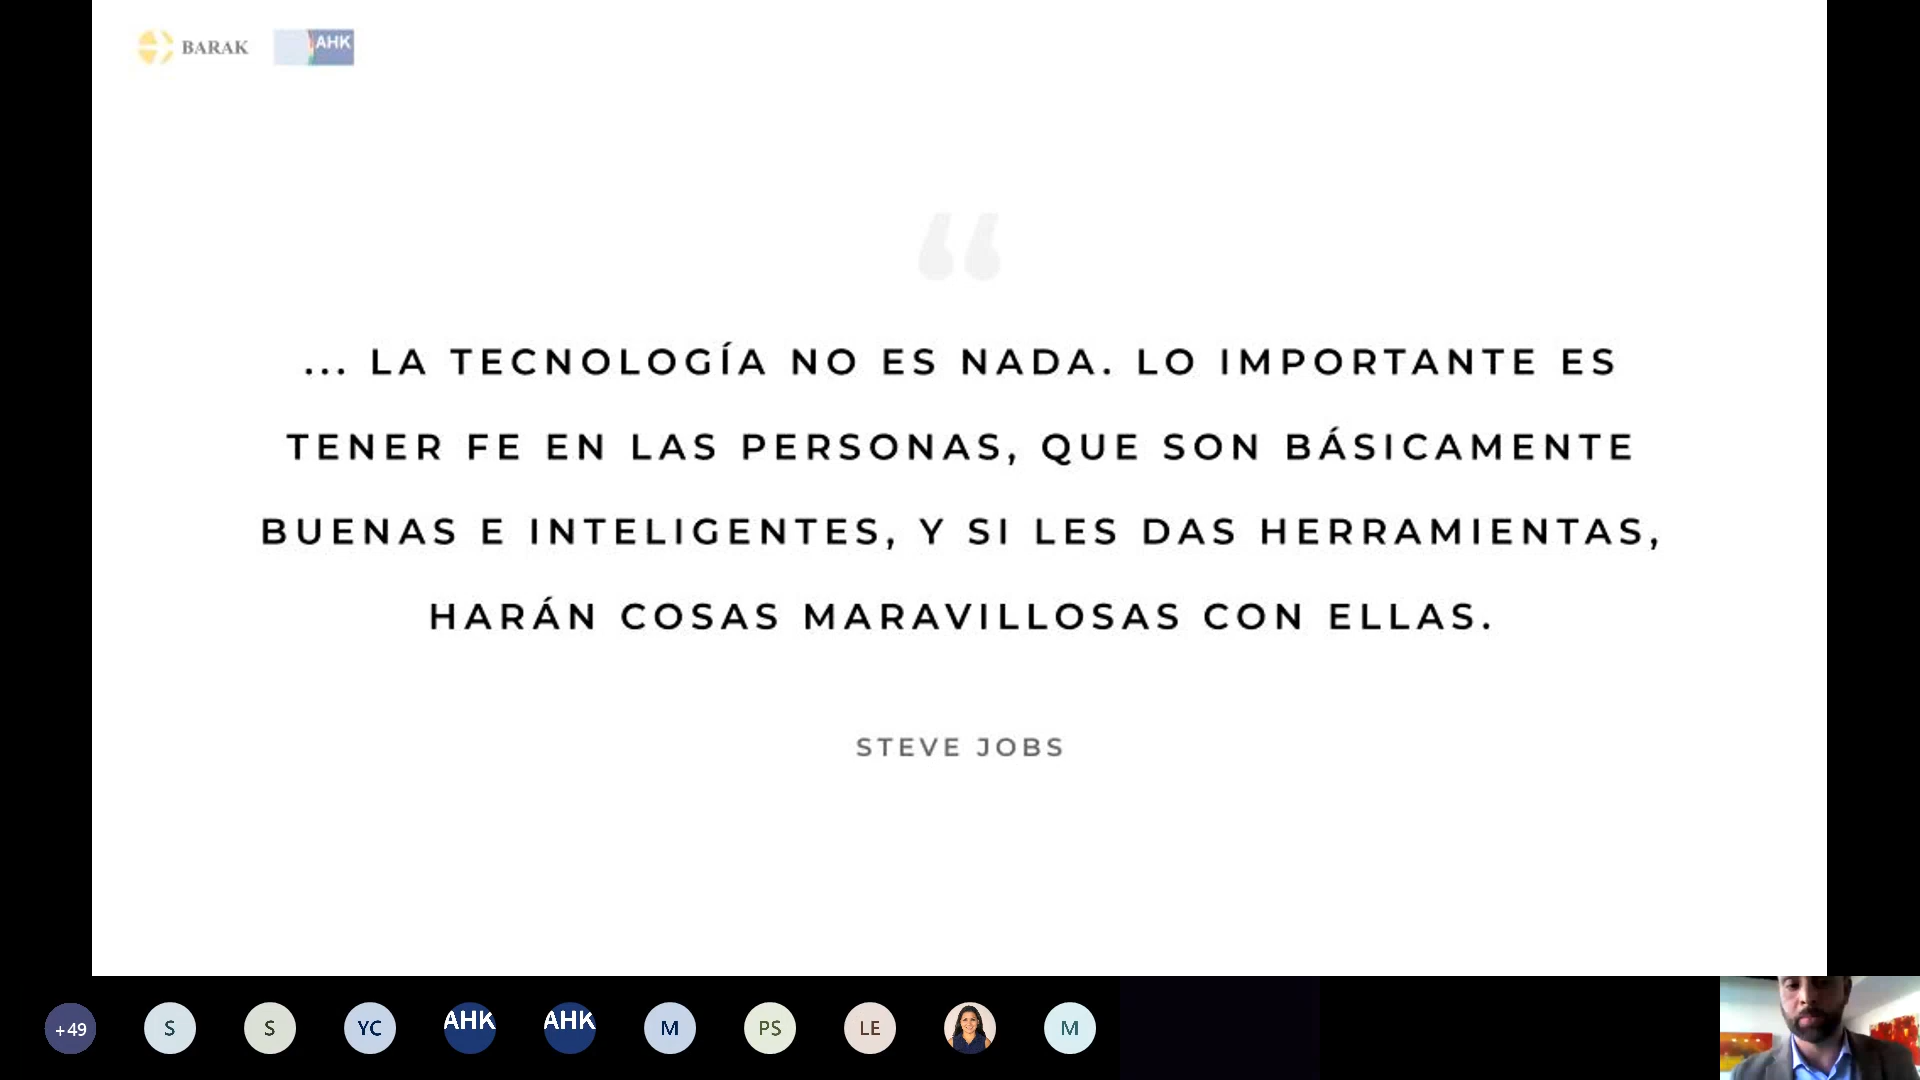 BARAK
AHK
“
... LA TECNOLOGÍA NO ES NADA. LO IMPORTANTE ES
TENER FE EN LAS PERSONAS, QUE SON BÁSICAMENTE
BUENAS E INTELIGENTES, Y SI LES DAS HERRAMIENTAS,
HARÁN COSAS MARAVILLOSAS CON ELLAS.
STEVE JOBS
+49
S
S
YC
AHK
AHK
M
PS
LE
M